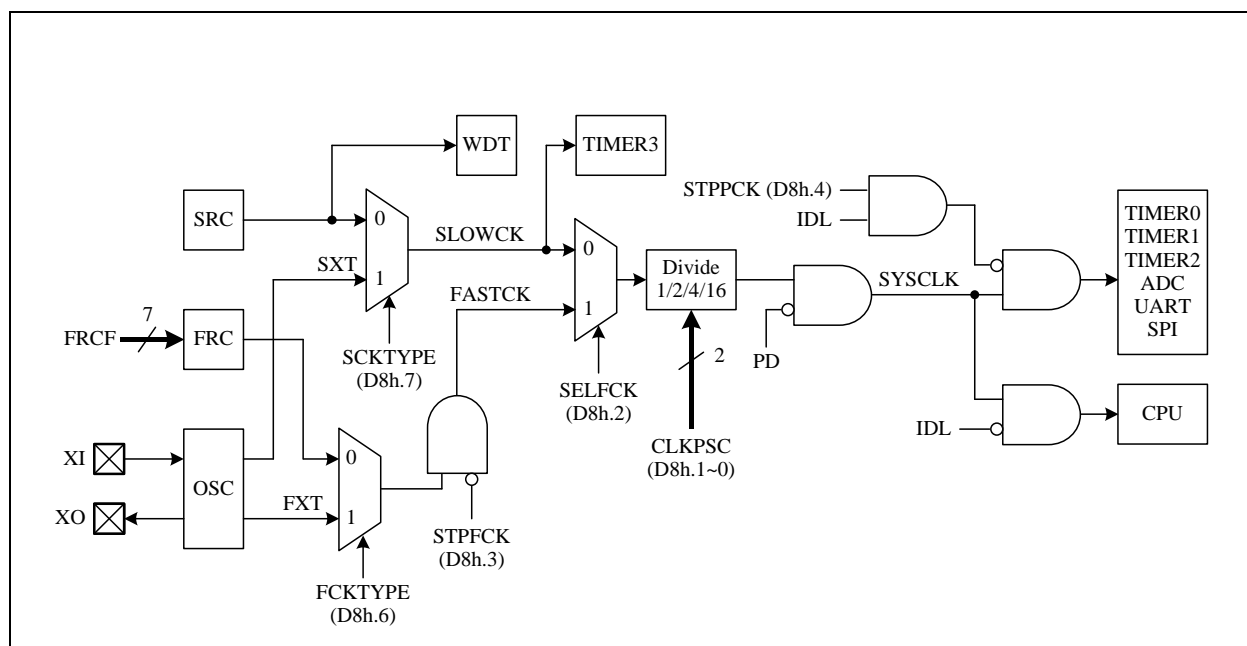 WDT
TIMER3
STPPCK (D8h.4)
IDL
SRC
0
SLOWCK
SXT
1
0
FASTCK
1
Divide
1/2/4/16
SYSCLK
TIMER0
TIMER1
TIMER2
ADC
UART
SPI
FRCF
7
FRC
SCKTYPE
(D8h.7)
SELFCK
(D8h.2)
2
PD
CLKPSC
(D8h.1~0)
IDL
CPU
XI
XO
OSC
0
FXT
1
STPFCK
(D8h.3)
FCKTYPE
(D8h.6)